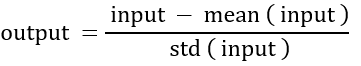 output = input − mean ( input )
std ( input )